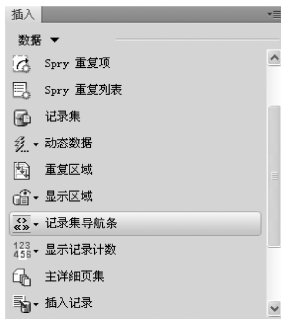 插入
数据
Spry 重复项
Spry 重复列表
记录集
动态数据
重复区域
显示区域
记录集导航条
显示记录计数
主详细页集
插入记录